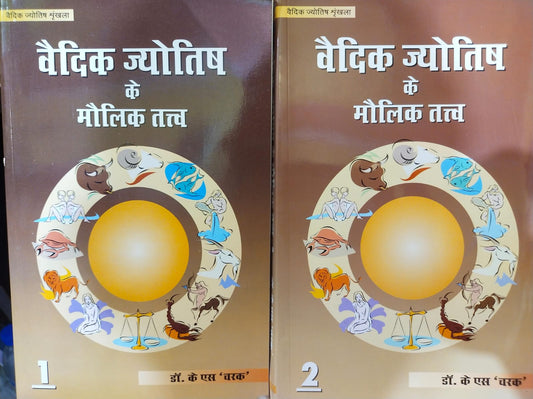 वैदिक ज्योतिष श्रृंखला
वैदिक ज्योतिष
के
मौलिक तत्त्व
1
डॉ. के एस 'चरक'
वैदिक ज्योतिष श्रृंखला
वैदिक ज्योतिष
के
मौलिक तत्त्व
2
डॉ. के एस 'चरक'